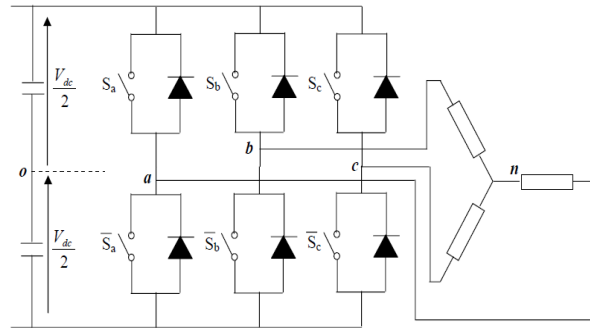 V_dc/2
S_a
S_b
S_c
b
o
a
c
n
V_dc/2
S̅_a
S̅_b
S̅_c